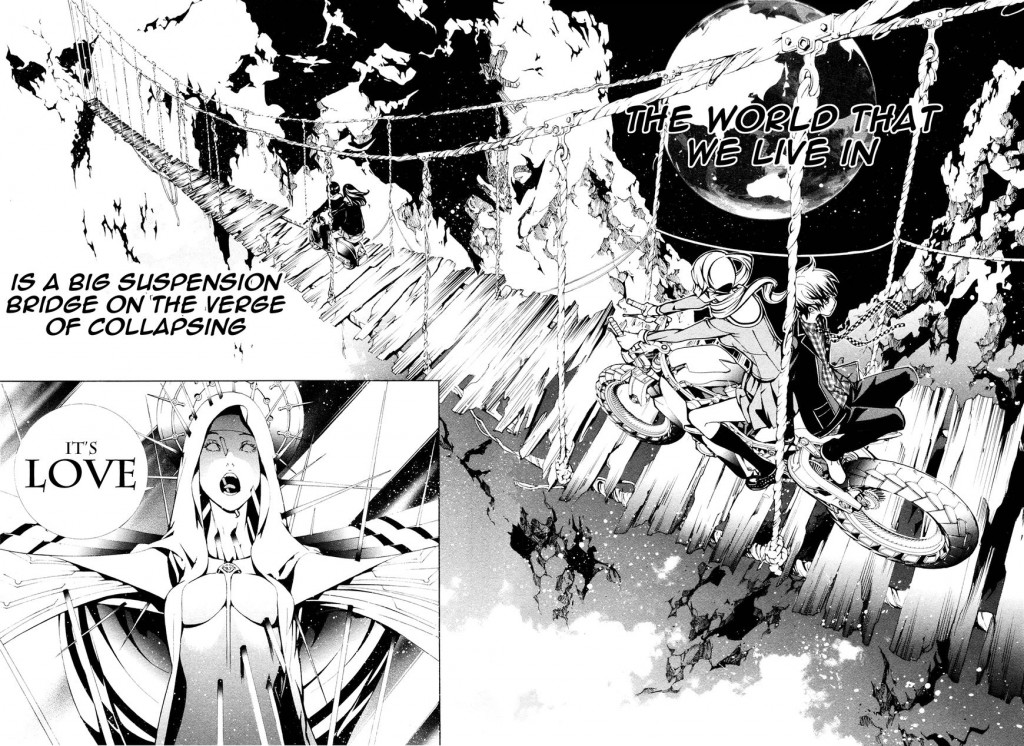 THE WORLD THAT
WE LIVE IN
IS A BIG SUSPENSION
BRIDGE ON THE VERGE
OF COLLAPSING
IT'S
LOVE